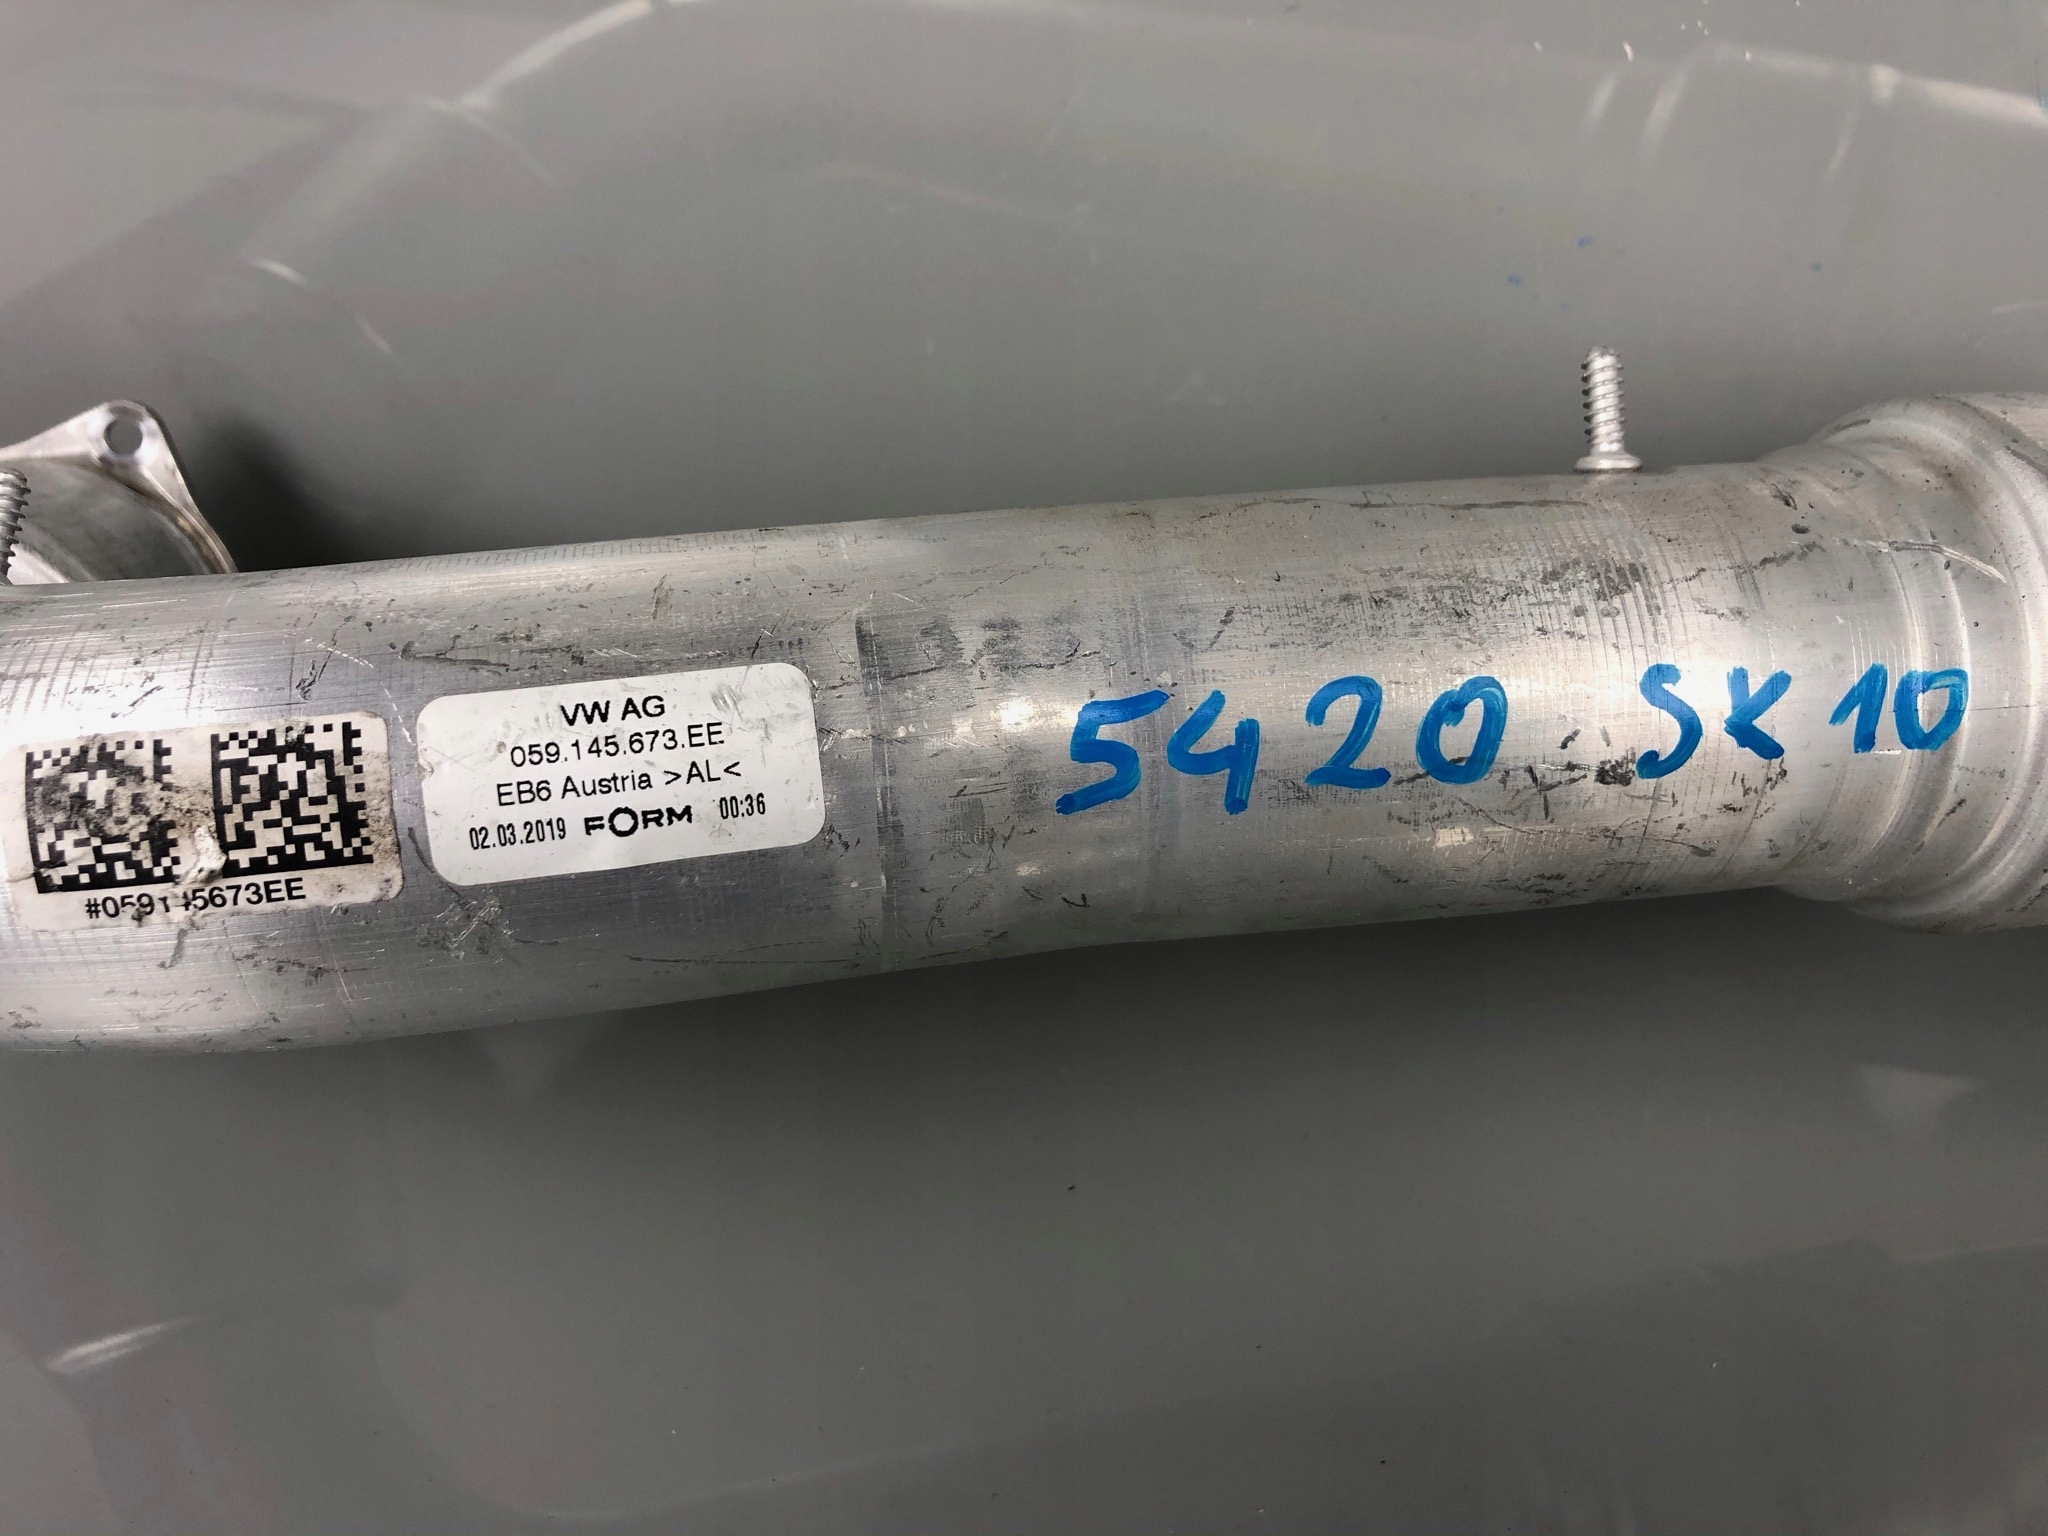 VW AG
059.145.673.EE
EB6 Austria >AL<
02.03.2019 FORM 00:36
#059145673EE
5420 SK10